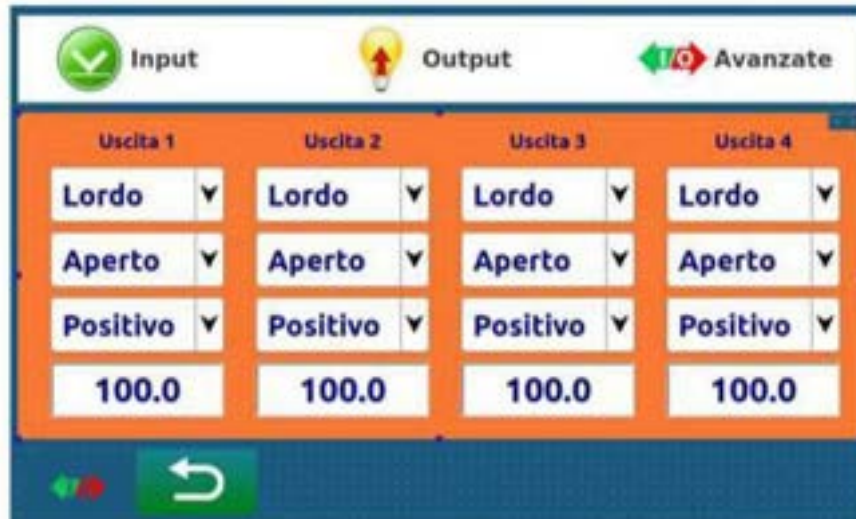 Input Output I/O Avanzate
Uscita 1 Uscita 2 Uscita 3 Uscita 4
Lordo Lordo Lordo Lordo
Aperto Aperto Aperto Aperto
Positivo Positivo Positivo Positivo
100.0 100.0 100.0 100.0